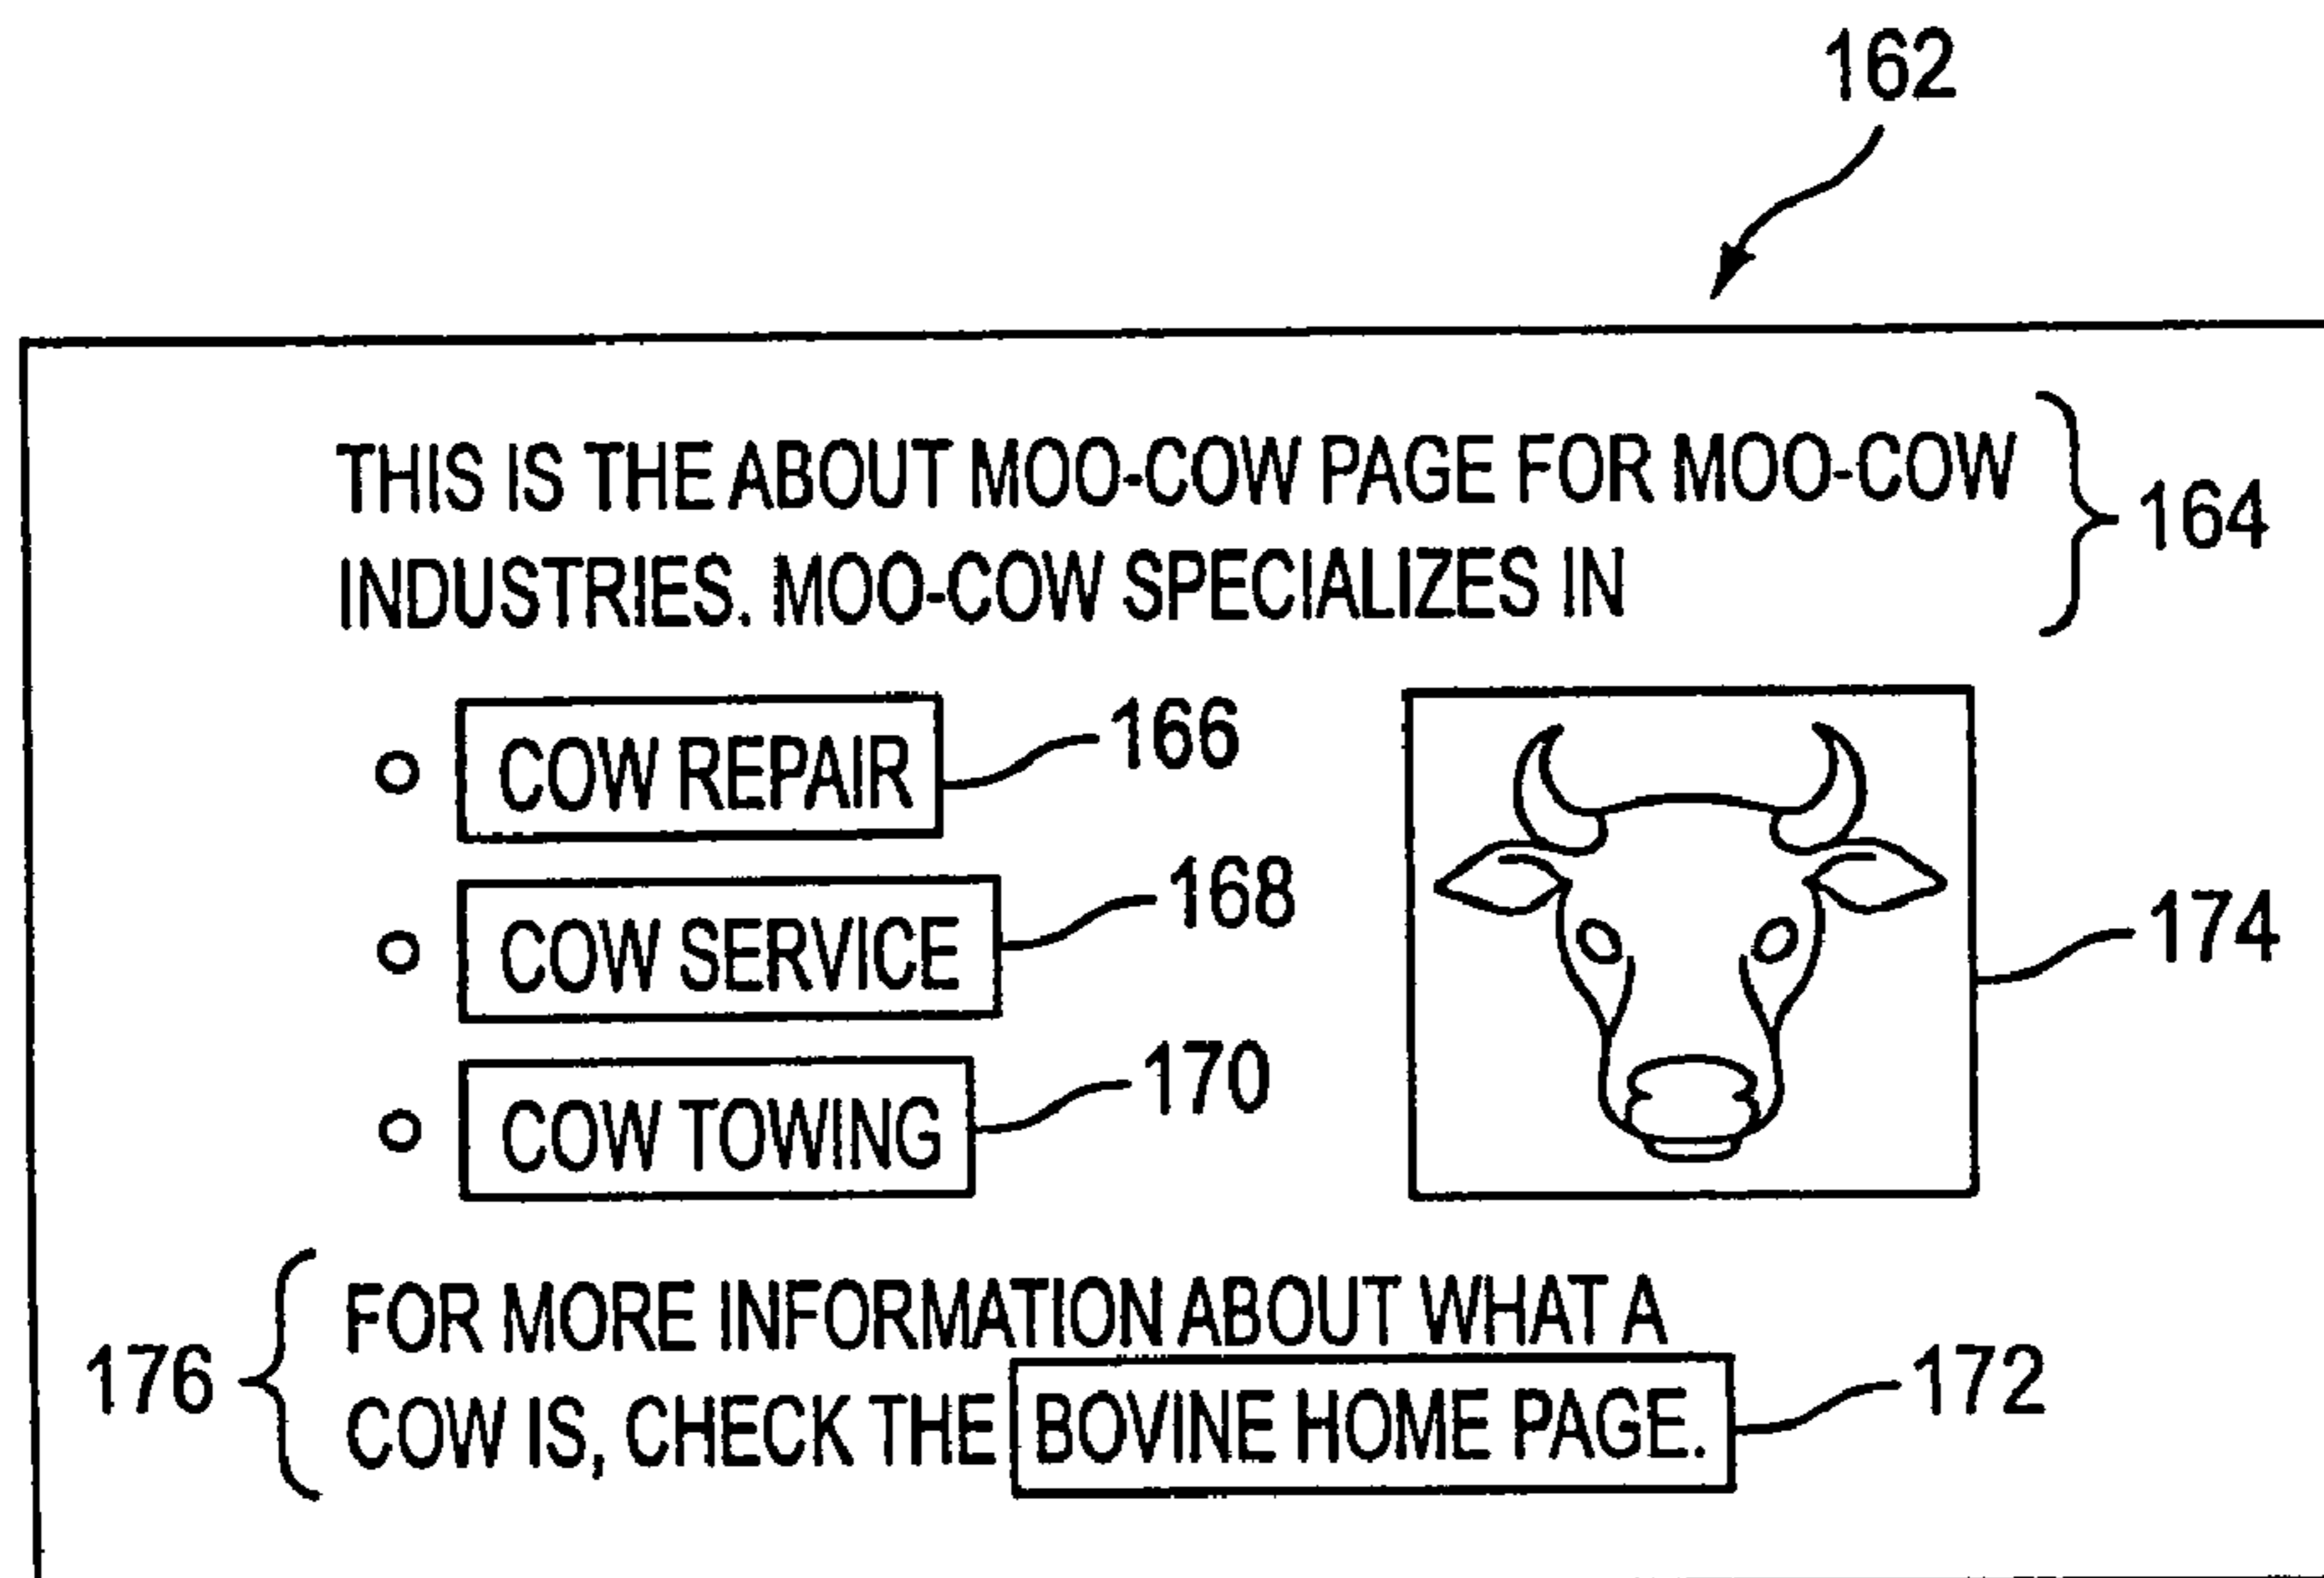 162
THIS IS THE ABOUT MOO-COW PAGE FOR MOO-COW
INDUSTRIES. MOO-COW SPECIALIZES IN
164
COW REPAIR
166
COW SERVICE
168
174
COW TOWING
170
176
FOR MORE INFORMATION ABOUT WHAT A
COW IS, CHECK THE BOVINE HOME PAGE.
172